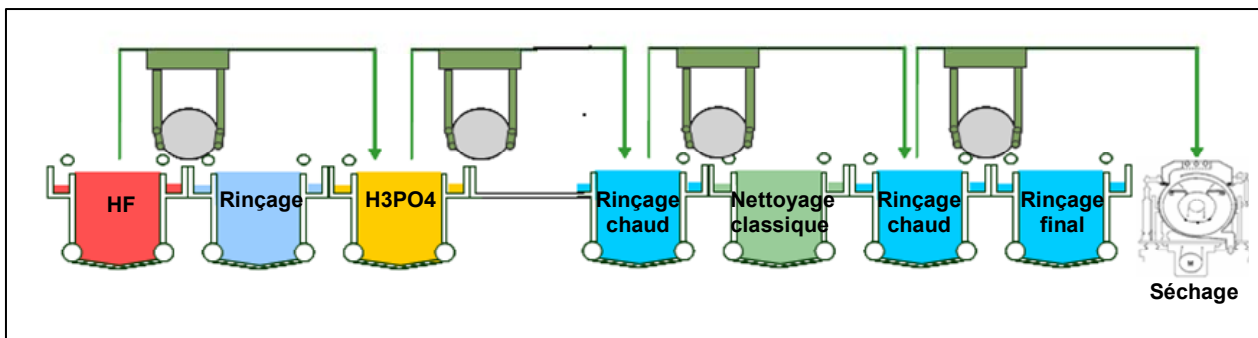 HF
Rinçage
H3PO4
Rinçage
chaud
Nettoyage
classique
Rinçage
chaud
Rinçage
final
M
Séchage